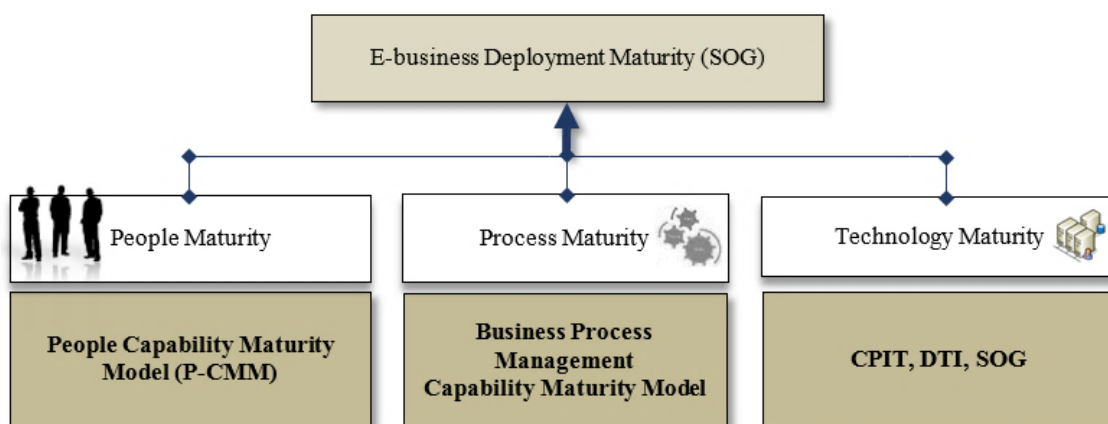 E-business Deployment Maturity (SOG)
People Maturity
Process Maturity
Technology Maturity
People Capability Maturity
Model (P-CMM)
Business Process
Management
Capability Maturity Model
CPIT, DTI, SOG